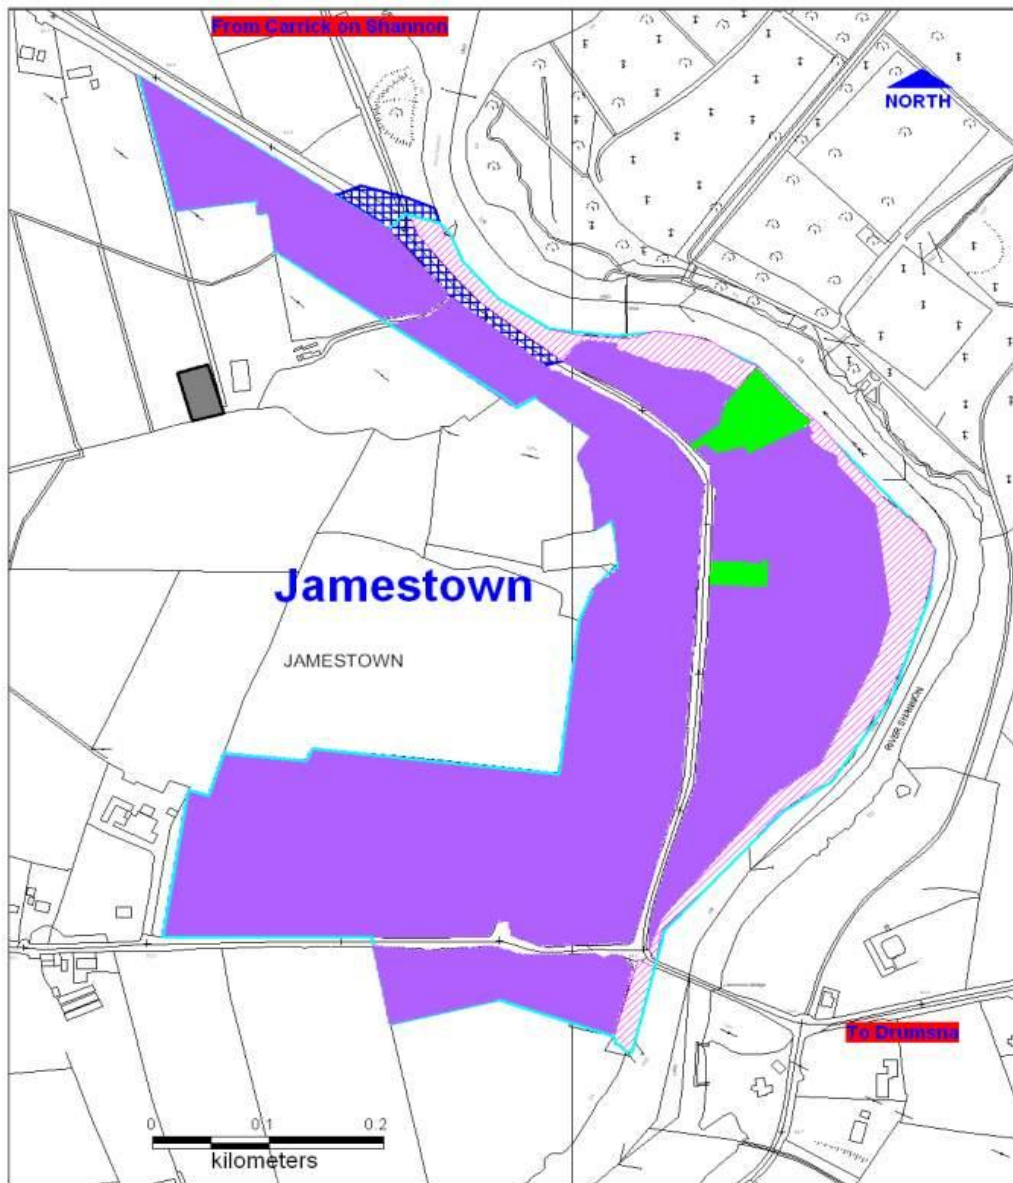 From Carrick on Shannon
NORTH
Jamestown
JAMESTOWN
RIVER SHANNON
To Drumsna
0 0.1 0.2
kilometers